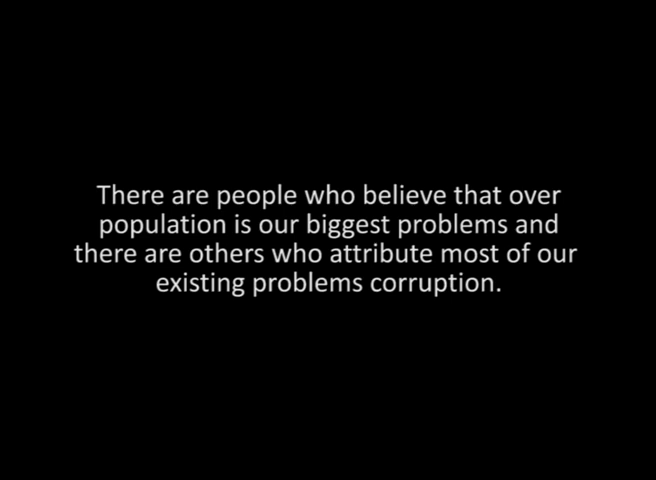 There are people who believe that over
population is our biggest problems and
there are others who attribute most of our
existing problems corruption.